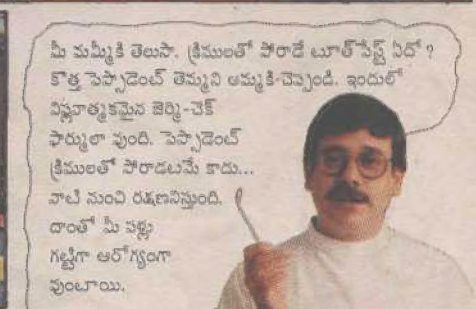 మీ మమ్మీకి తెలుసా. క్రిములతో పోరాడే టూత్‌పేస్ట్ ఏదో ?
కొత్త పెప్సొడెంట్ తెమ్మని అమ్మకి-చెప్పండి. ఇందులో
విప్లవాత్మకమైన జెర్మి-చెక్
ఫార్ములా వుంది. పెప్సొడెంట్
క్రిములతో పోరాడటమే కాదు...
వాటి నుంచి రక్షణనిస్తుంది.
దాంతో మీ పళ్లు
గట్టిగా ఆరోగ్యంగా
వుంటాయి.